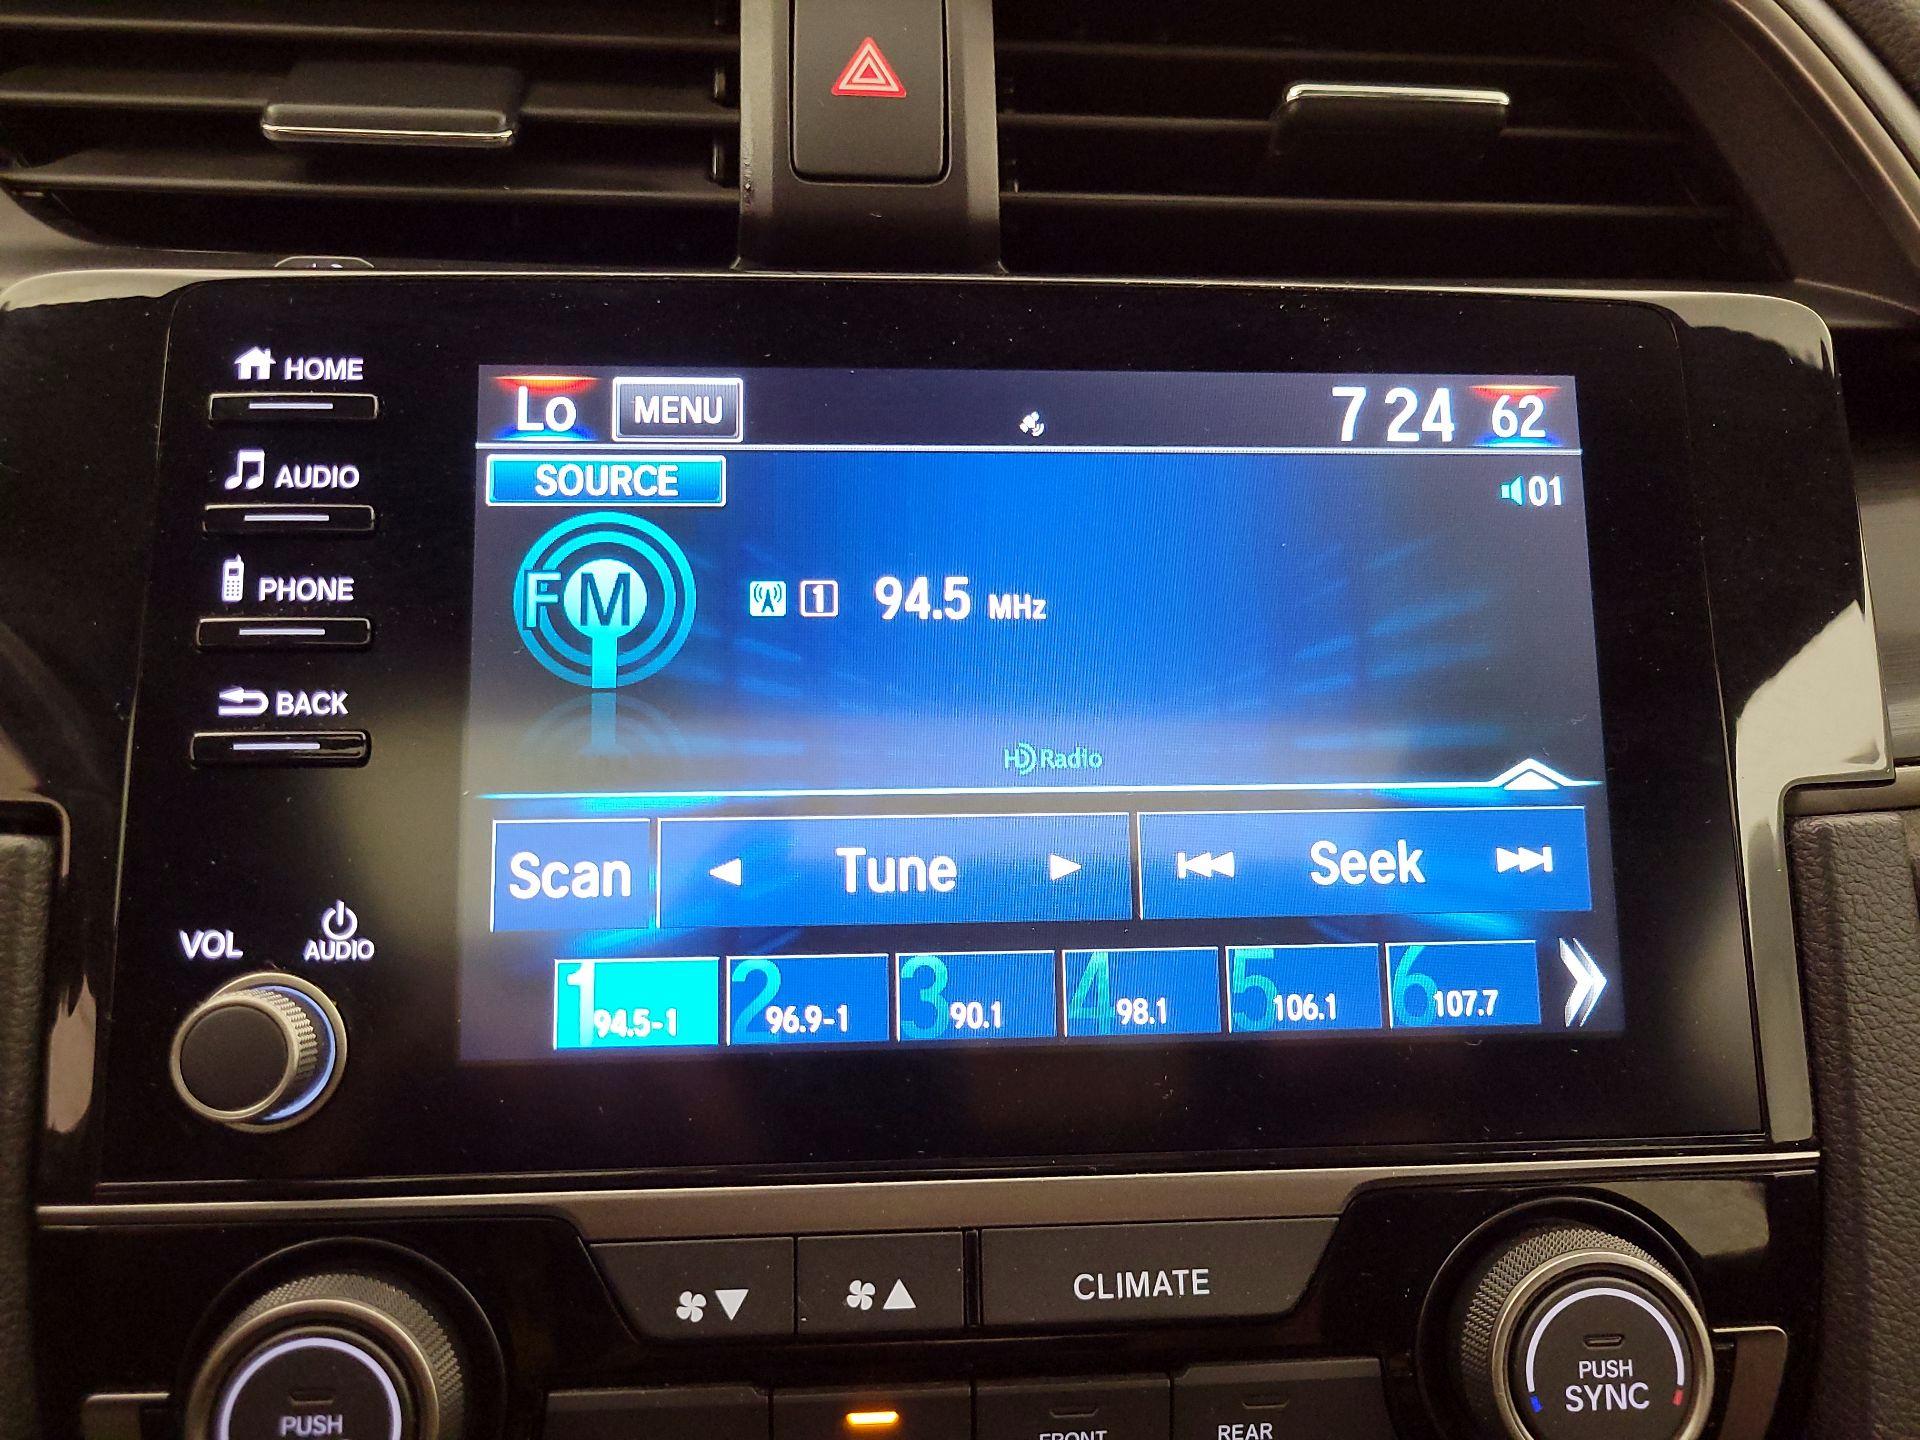 HOME
AUDIO
PHONE
BACK
VOL
AUDIO
Lo MENU 7 24 62
SOURCE 01
FM 1 94.5 MHz
HD Radio
Scan Tune Seek
1 94.5-1 2 96.9-1 3 90.1 4 98.1 5 106.1 6 107.7
CLIMATE
PUSH
PUSH
SYNC
FRONT
REAR